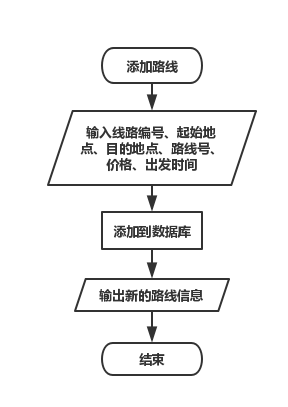 添加路线
输入线路编号、起始地
点、目的地点、路线号、
价格、出发时间
添加到数据库
输出新的路线信息
结束